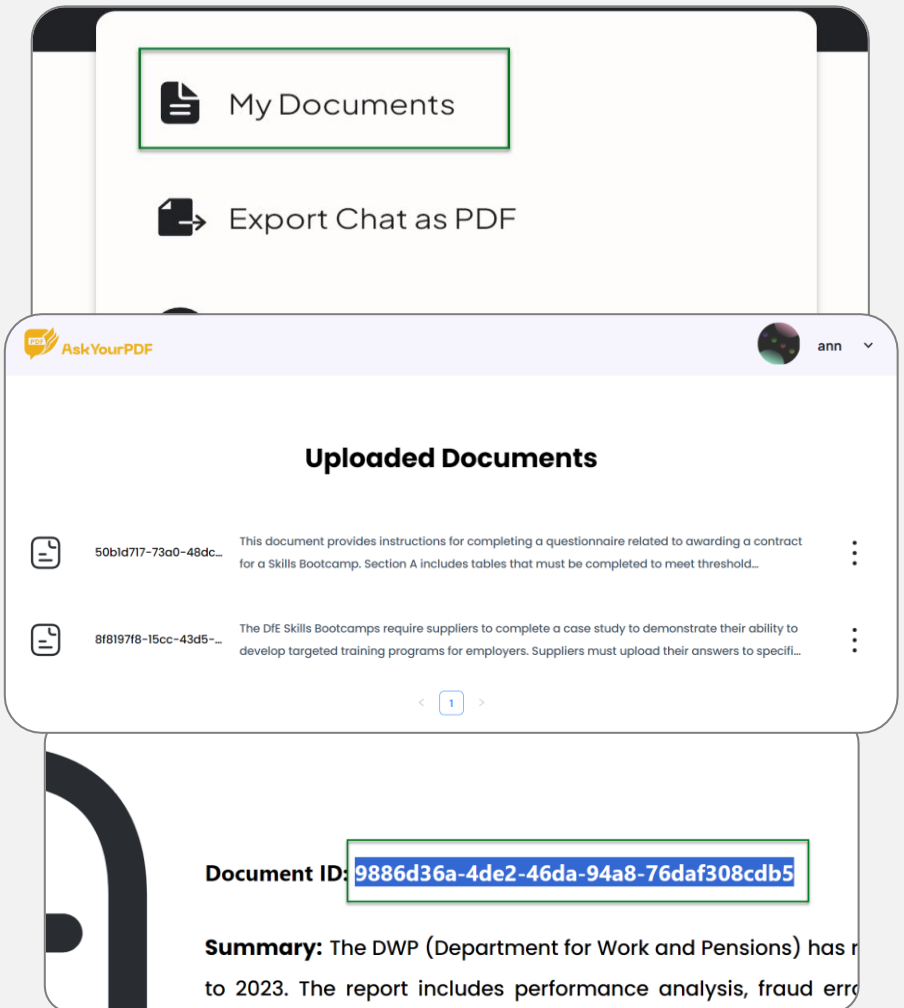 My Documents
Export Chat as PDF
PDF
AskYourPDF
ann
Uploaded Documents
50b1d717-73a0-48dc...
This document provides instructions for completing a questionnaire related to awarding a contract
for a Skills Bootcamp. Section A includes tables that must be completed to meet threshold...
8f8197f8-15cc-43d5-...
The DfE Skills Bootcamps require suppliers to complete a case study to demonstrate their ability to
develop targeted training programs for employers. Suppliers must upload their answers to specifi...
< 1 >
Document ID: 9886d36a-4de2-46da-94a8-76daf308cdb5
Summary: The DWP (Department for Work and Pensions) has
to 2023. The report includes performance analysis, fraud